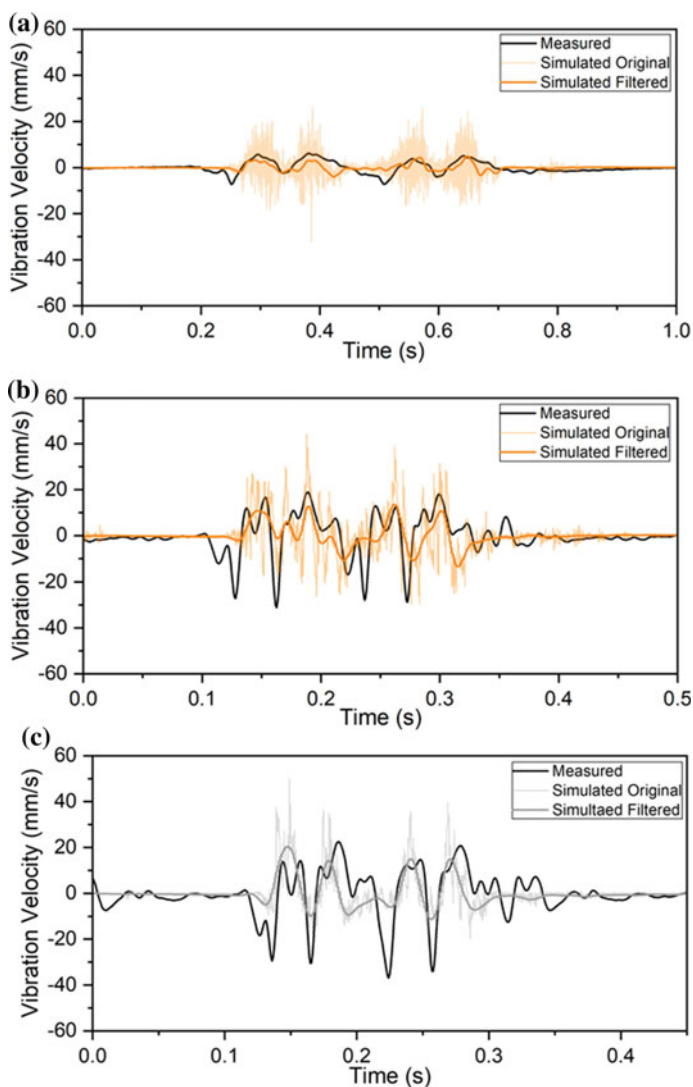 (a)
60
40
20
0
-20
-40
-60
Vibration Velocity (mm/s)
Measured
Simulated Original
Simulated Filtered
0.0 0.2 0.4 0.6 0.8 1.0
Time (s)
(b)
60
40
20
0
-20
-40
-60
Vibration Velocity (mm/s)
Measured
Simulated Original
Simulated Filtered
0.0 0.1 0.2 0.3 0.4 0.5
Time (s)
(c)
60
40
20
0
-20
-40
-60
Vibration Velocity (mm/s)
Measured
Simulated Original
Simultaed Filtered
0.0 0.1 0.2 0.3 0.4
Time (s)